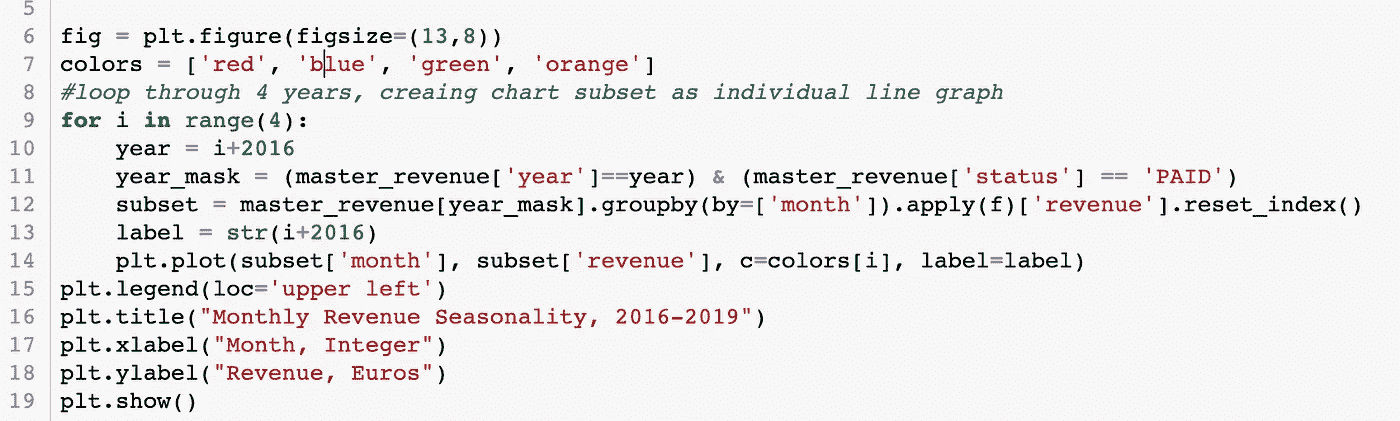 5
6 fig = plt.figure(figsize=(13,8))
7 colors = ['red', 'blue', 'green', 'orange']
8 #loop through 4 years, creaing chart subset as individual line graph
9 for i in range(4):
10     year = i+2016
11     year_mask = (master_revenue['year']==year) & (master_revenue['status'] == 'PAID')
12     subset = master_revenue[year_mask].groupby(by=['month']).apply(f)['revenue'].reset_index()
13     label = str(i+2016)
14     plt.plot(subset['month'], subset['revenue'], c=colors[i], label=label)
15 plt.legend(loc='upper left')
16 plt.title("Monthly Revenue Seasonality, 2016-2019")
17 plt.xlabel("Month, Integer")
18 plt.ylabel("Revenue, Euros")
19 plt.show()